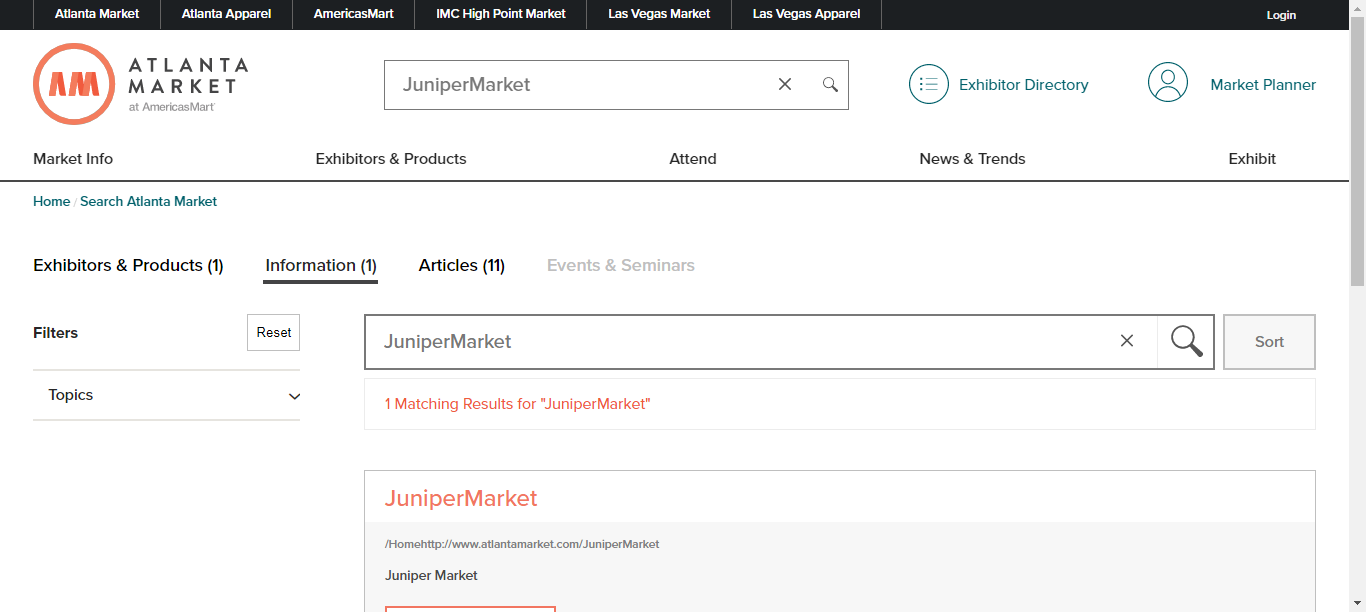 Atlanta Market Atlanta Apparel AmericasMart IMC High Point Market Las Vegas Market Las Vegas Apparel Login
ATLANTA
MARKET
at AmericasMart
JuniperMarket
Exhibitor Directory
Market Planner
Market Info Exhibitors & Products Attend News & Trends Exhibit
Home / Search Atlanta Market
Exhibitors & Products (1) Information (1) Articles (11) Events & Seminars
Filters Reset
Topics
JuniperMarket Sort
1 Matching Results for "JuniperMarket"
JuniperMarket
/Homehttp://www.atlantamarket.com/JuniperMarket
Juniper Market